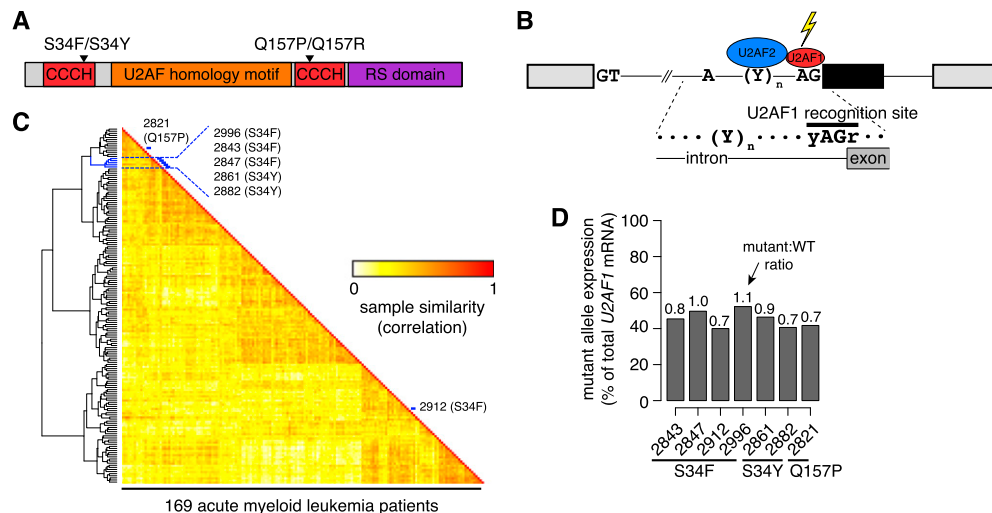 A
S34F/S34Y
Q157P/Q157R
CCCH
U2AF homology motif
CCCH
RS domain
B
U2AF2
U2AF1
GT
//
A
(Y)n
AG
U2AF1 recognition site
(Y)n
yAGr
intron
exon
C
2821
(Q157P)
2996 (S34F)
2843 (S34F)
2847 (S34F)
2861 (S34Y)
2882 (S34Y)
0
1
sample similarity
(correlation)
2912 (S34F)
169 acute myeloid leukemia patients
D
mutant allele expression
(% of total U2AF1 mRNA)
100
80
60
40
20
0
mutant:WT
ratio
0.8
1.0
0.7
1.1
0.9
0.7
0.7
2843
2847
2912
2996
2861
2882
2821
S34F
S34Y
Q157P